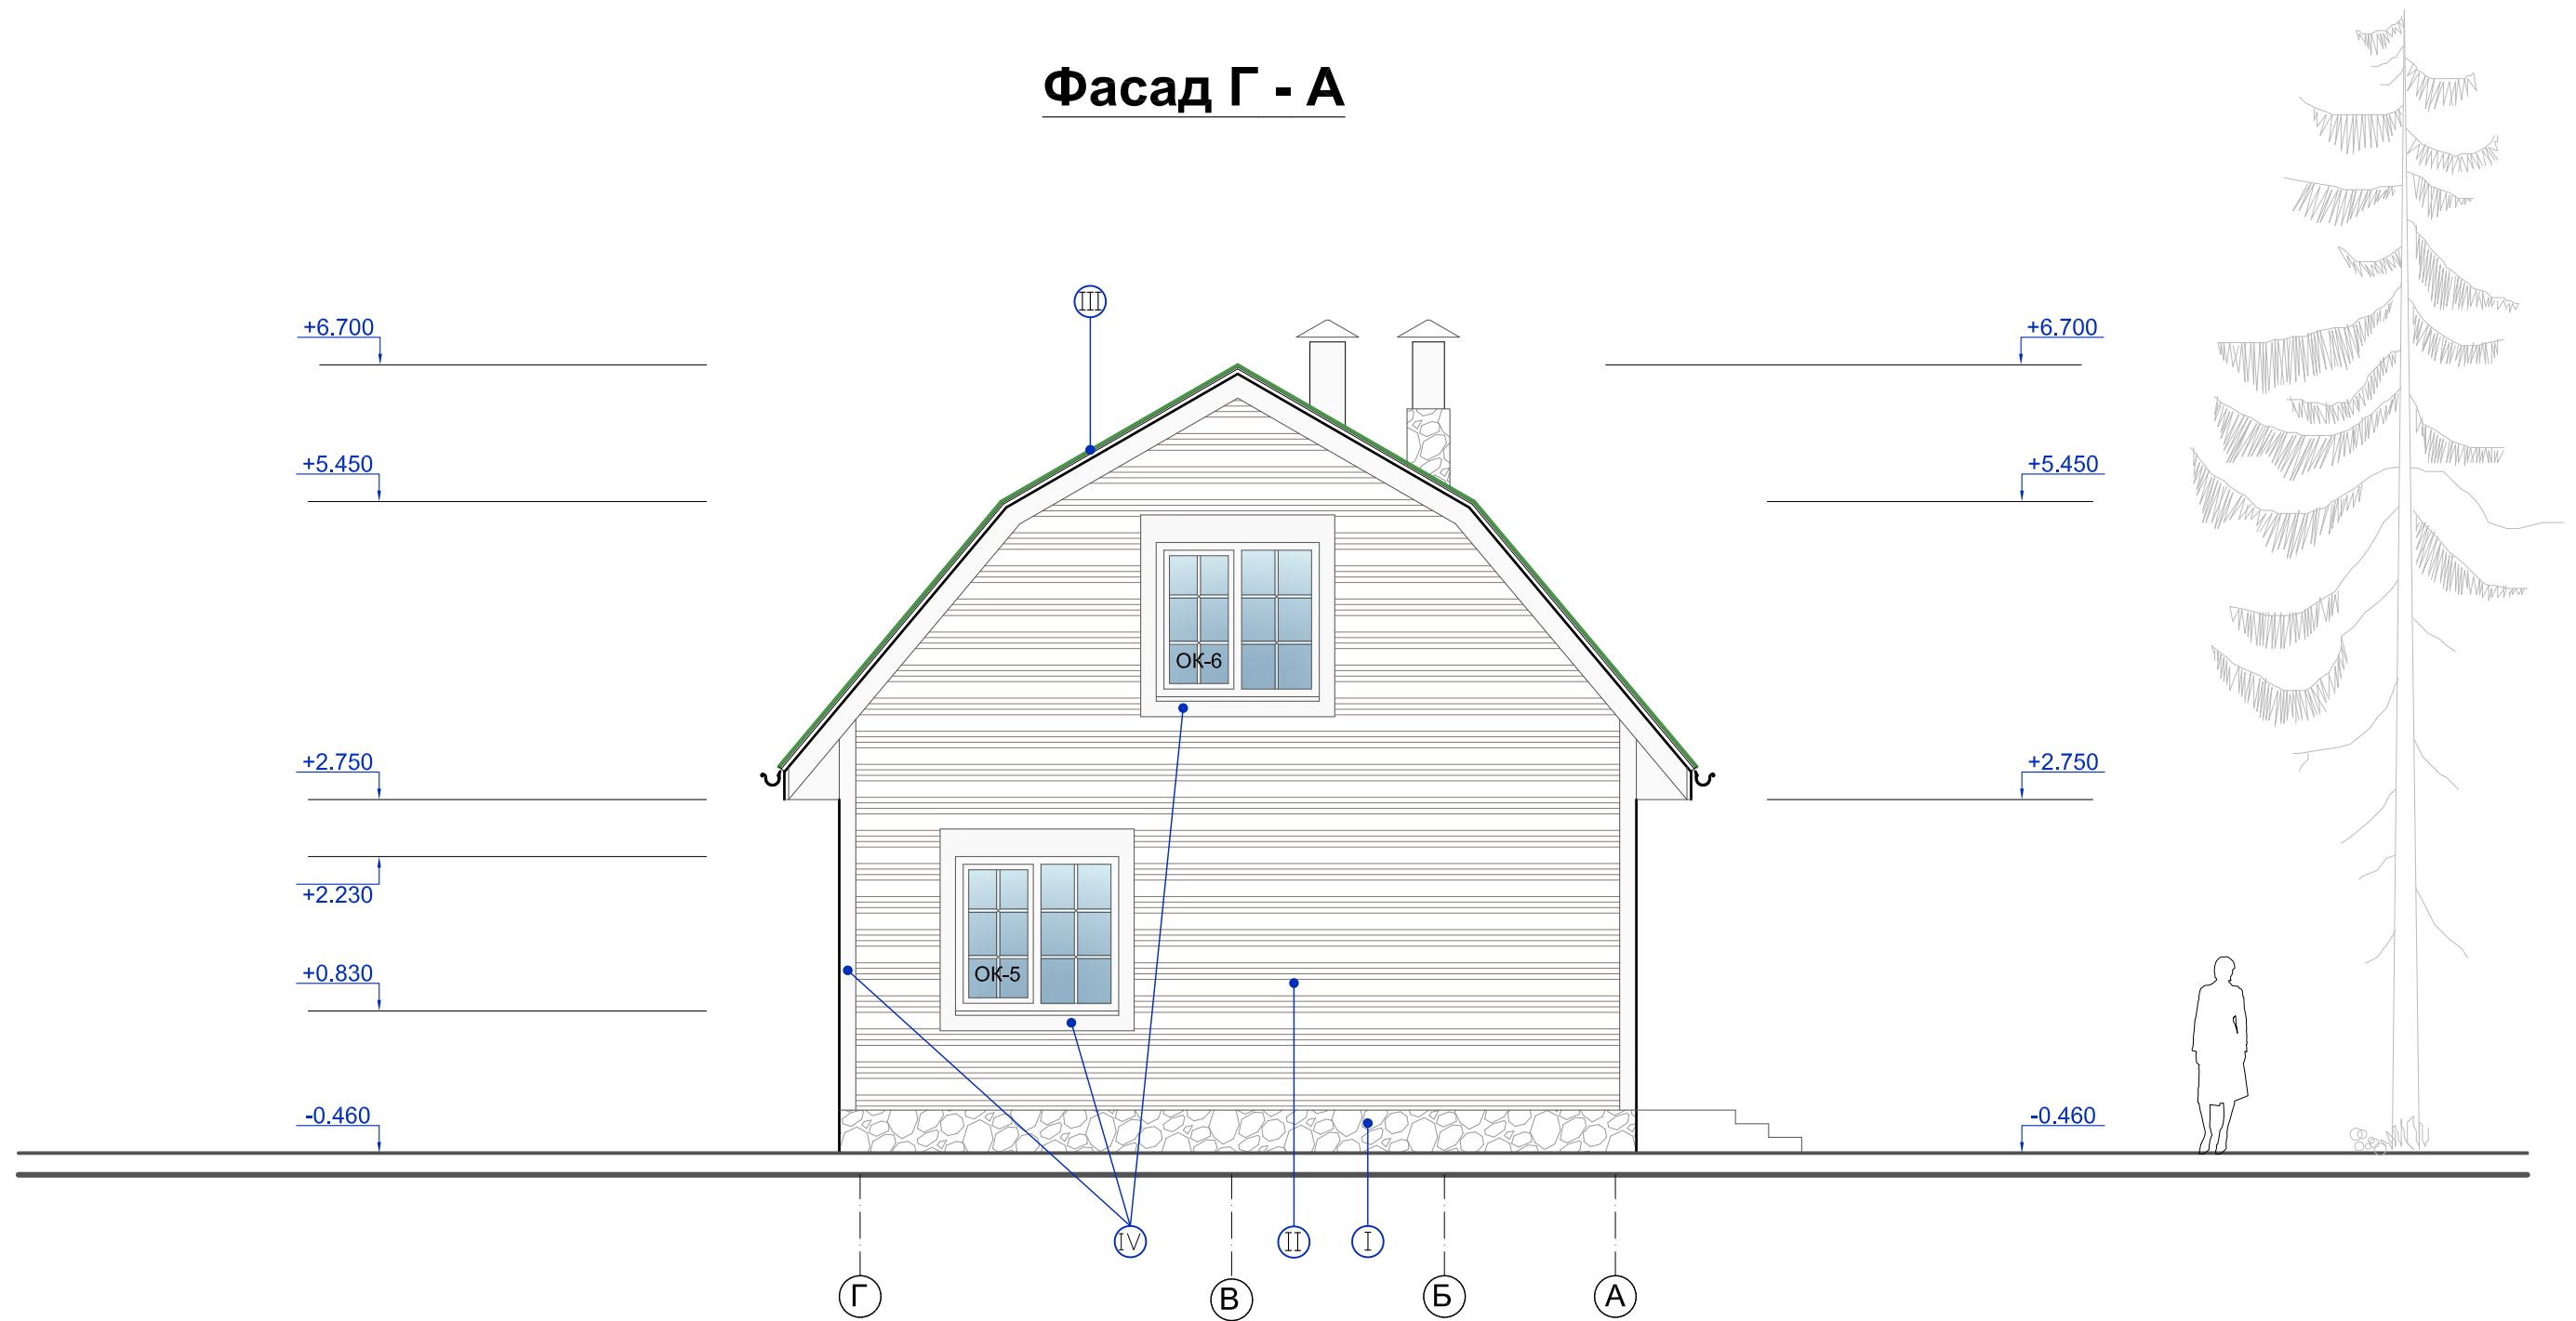 Фасад Г - А
III
+6.700
+6.700
+5.450
+5.450
ОК-6
+2.750
+2.750
+2.230
+0.830
ОК-5
-0.460
-0.460
IV
II
I
Г
В
Б
А